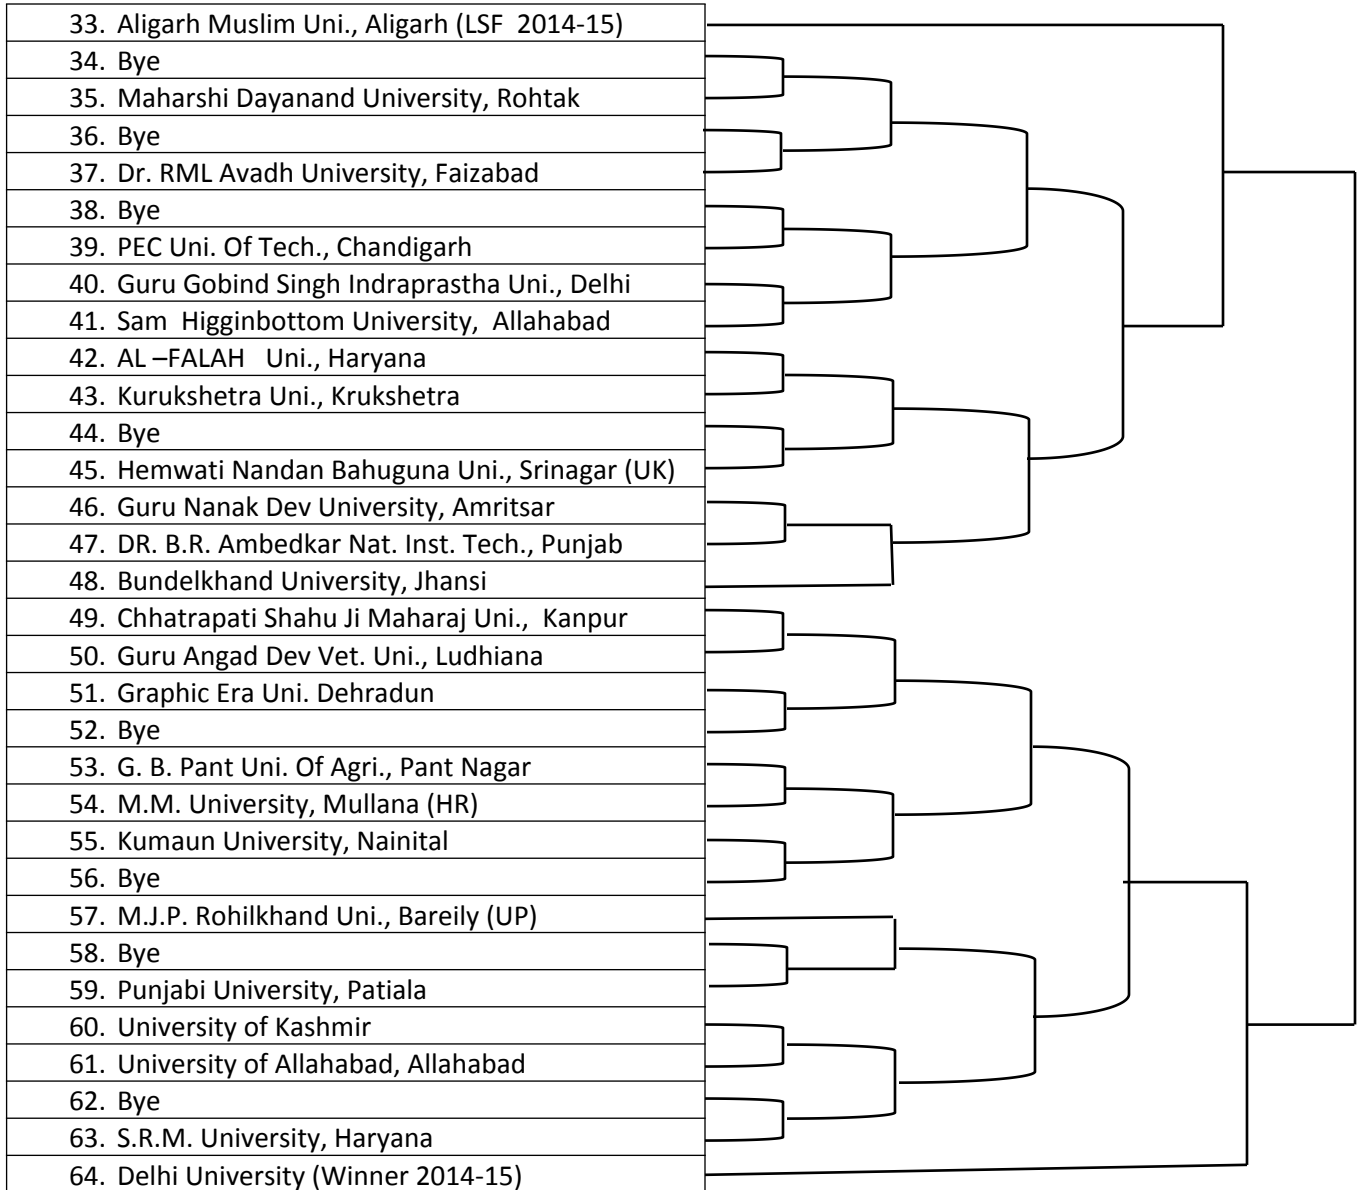 33. Aligarh Muslim Uni., Aligarh (LSF 2014-15)
34. Bye
35. Maharshi Dayanand University, Rohtak
36. Bye
37. Dr. RML Avadh University, Faizabad
38. Bye
39. PEC Uni. Of Tech., Chandigarh
40. Guru Gobind Singh Indraprastha Uni., Delhi
41. Sam Higginbottom University, Allahabad
42. AL –FALAH Uni., Haryana
43. Kurukshetra Uni., Krukshetra
44. Bye
45. Hemwati Nandan Bahuguna Uni., Srinagar (UK)
46. Guru Nanak Dev University, Amritsar
47. DR. B.R. Ambedkar Nat. Inst. Tech., Punjab
48. Bundelkhand University, Jhansi
49. Chhatrapati Shahu Ji Maharaj Uni., Kanpur
50. Guru Angad Dev Vet. Uni., Ludhiana
51. Graphic Era Uni. Dehradun
52. Bye
53. G. B. Pant Uni. Of Agri., Pant Nagar
54. M.M. University, Mullana (HR)
55. Kumaun University, Nainital
56. Bye
57. M.J.P. Rohilkhand Uni., Bareily (UP)
58. Bye
59. Punjabi University, Patiala
60. University of Kashmir
61. University of Allahabad, Allahabad
62. Bye
63. S.R.M. University, Haryana
64. Delhi University (Winner 2014-15)